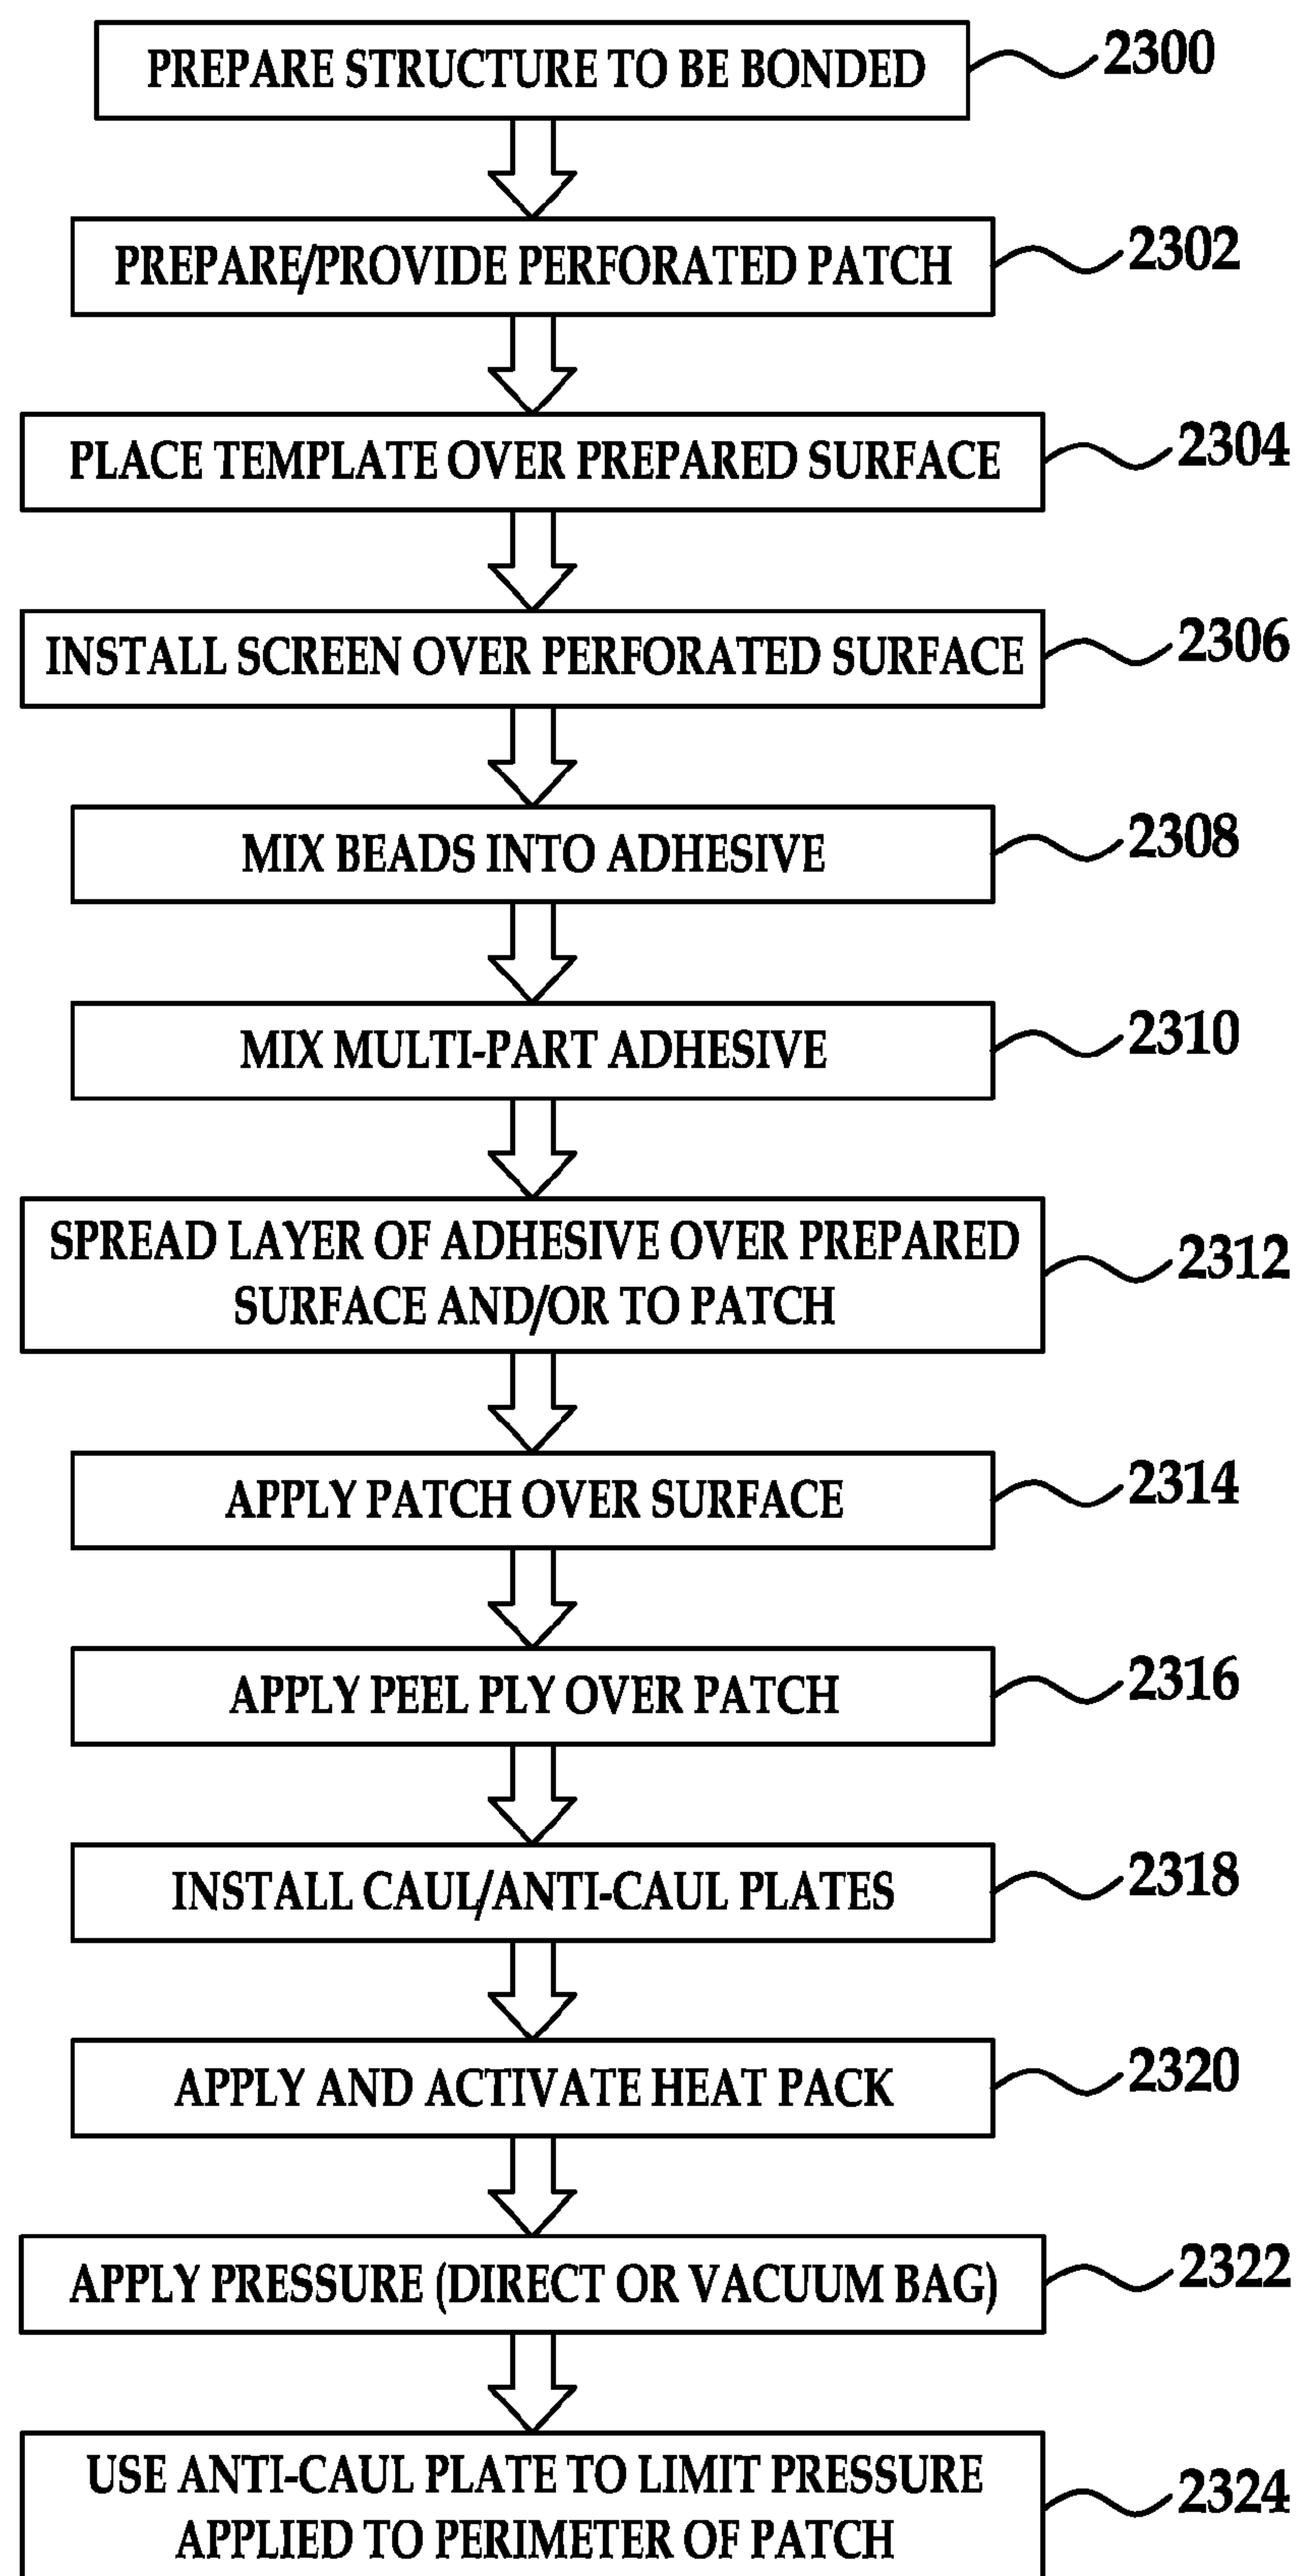 PREPARE STRUCTURE TO BE BONDED
2300
PREPARE/PROVIDE PERFORATED PATCH
2302
PLACE TEMPLATE OVER PREPARED SURFACE
2304
INSTALL SCREEN OVER PERFORATED SURFACE
2306
MIX BEADS INTO ADHESIVE
2308
MIX MULTI-PART ADHESIVE
2310
SPREAD LAYER OF ADHESIVE OVER PREPARED
SURFACE AND/OR TO PATCH
2312
APPLY PATCH OVER SURFACE
2314
APPLY PEEL PLY OVER PATCH
2316
INSTALL CAUL/ANTI-CAUL PLATES
2318
APPLY AND ACTIVATE HEAT PACK
2320
APPLY PRESSURE (DIRECT OR VACUUM BAG)
2322
USE ANTI-CAUL PLATE TO LIMIT PRESSURE
APPLIED TO PERIMETER OF PATCH
2324